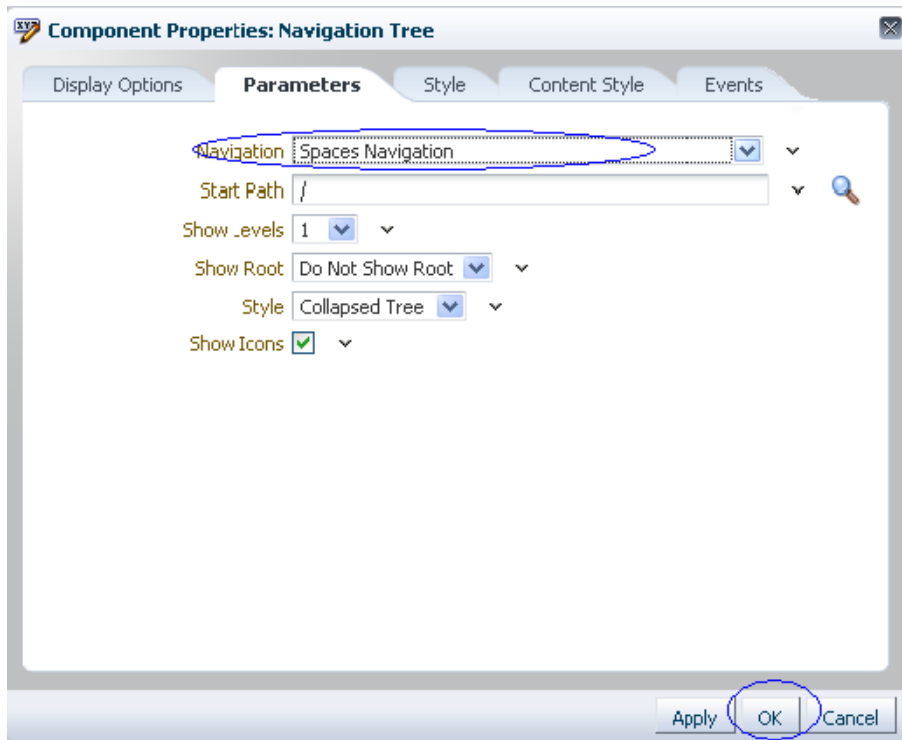 Component Properties: Navigation Tree
Display Options Parameters Style Content Style Events
Navigation Spaces Navigation
Start Path /
Show Levels 1
Show Root Do Not Show Root
Style Collapsed Tree
Show Icons
Apply OK Cancel